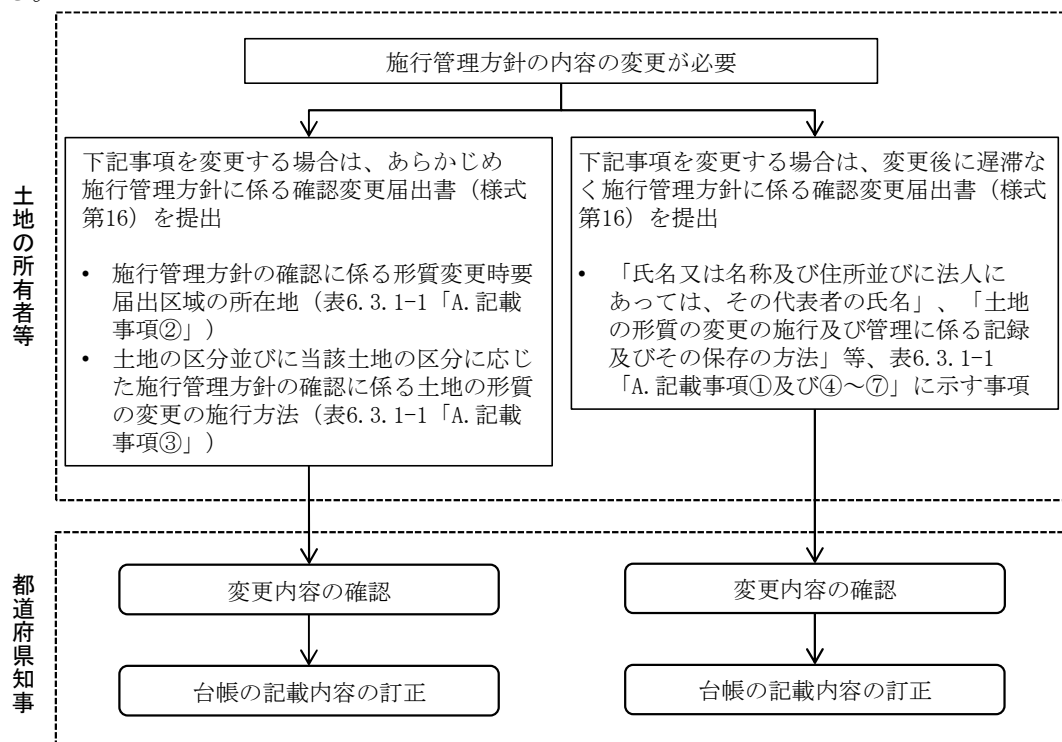 施行管理方針の内容の変更が必要
土地の所有者等
下記事項を変更する場合は、あらかじめ
施行管理方針に係る確認変更届出書（様式
第16）を提出
• 施行管理方針の確認に係る形質変更時要
届出区域の所在地（表6.3.1-1「A.記載
事項②」）
• 土地の区分並びに当該土地の区分に応じ
た施行管理方針の確認に係る土地の形質
の変更の施行方法（表6.3.1-1「A.記載
事項③」）
下記事項を変更する場合は、変更後に遅滞な
く施行管理方針に係る確認変更届出書（様式
第16）を提出
• 「氏名又は名称及び住所並びに法人に
あっては、その代表者の氏名」、「土地
の形質の変更の施行及び管理に係る記録
及びその保存の方法」等、表6.3.1-1
「A.記載事項①及び④～⑦」に示す事項
都道府県知事
変更内容の確認
台帳の記載内容の訂正
変更内容の確認
台帳の記載内容の訂正